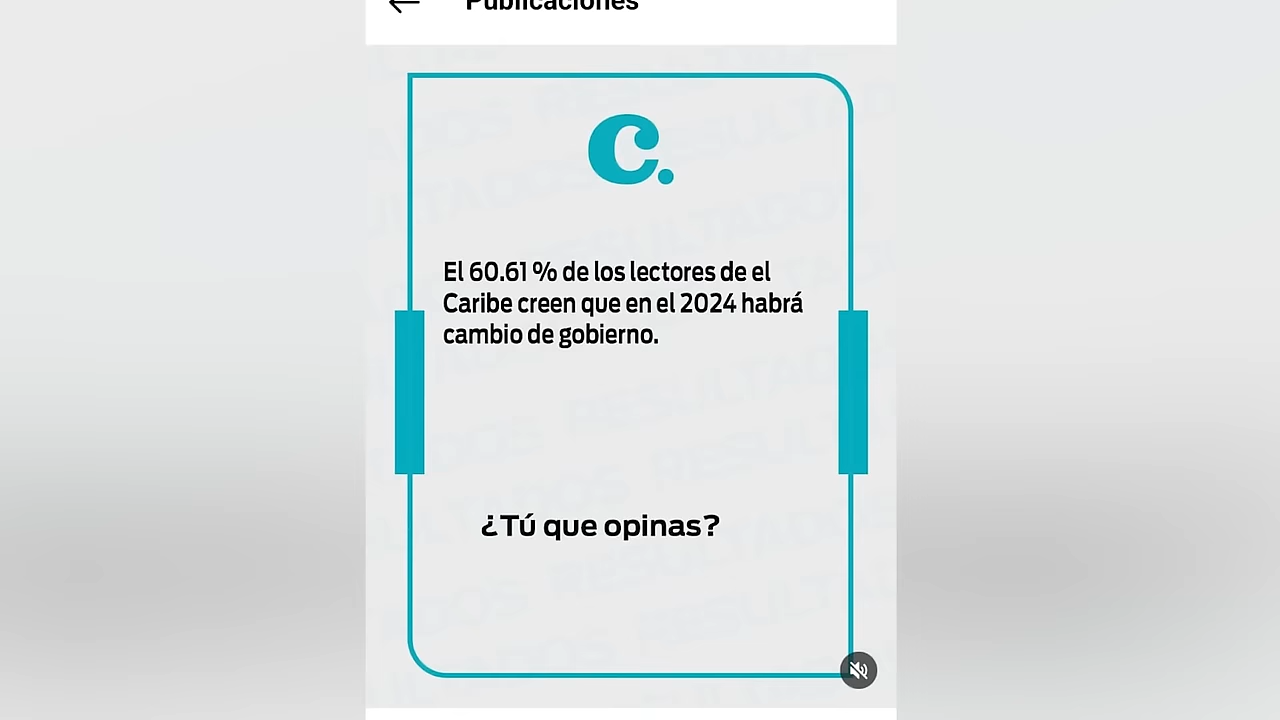 Publicaciones
C.
El 60.61 % de los lectores de el
Caribe creen que en el 2024 habrá
cambio de gobierno.
¿Tú que opinas?